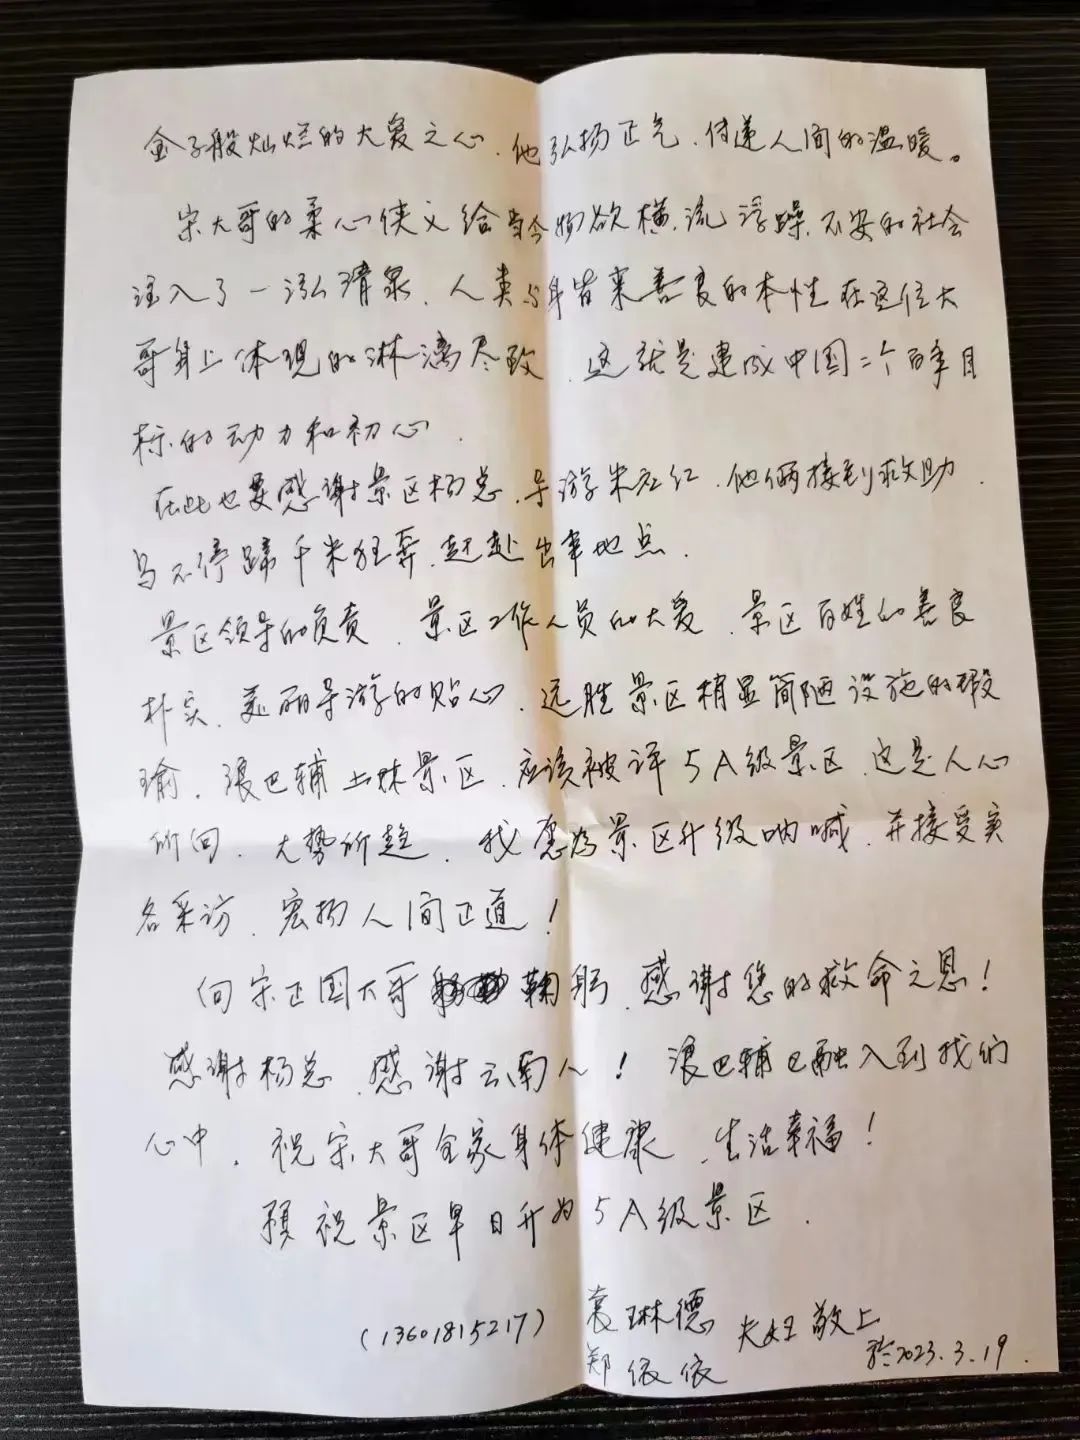 金子般灿烂的大爱之心、他弘扬正气、传递人间的温暖。
宋大哥的柔心侠义给当今物欲横流浮躁不安的社会
注入了一泓清泉、人类与身皆来善良的本性在这位大
哥身上体现的淋漓尽致、这就是建成中国二个百年目
标的动力和初心、
在此也要感谢景区杨总、导游朱红红、他俩接到救助、
马不停蹄千米狂奔、赶赴出事地点、
景区领导的负责、景区工作人员的大爱、景区百姓的善良
朴实、美丽导游的贴心、远胜景区稍显简陋设施的瑕
瑜、浪巴铺土林景区、应该被评5A级景区、这是人心
所向、大势所趋、我愿为景区升级呐喊、并接受实
名采访、宏扬人间正道！
向宋正国大哥鞠躬、感谢您的救命之恩！
感谢杨总、感谢云南人！浪巴铺已融入到我们
心中、祝宋大哥全家身体健康、生活幸福！
预祝景区早日升为5A级景区、
(13601815217) 袁琳德
郑依依 夫妇敬上
於2023.3.19.